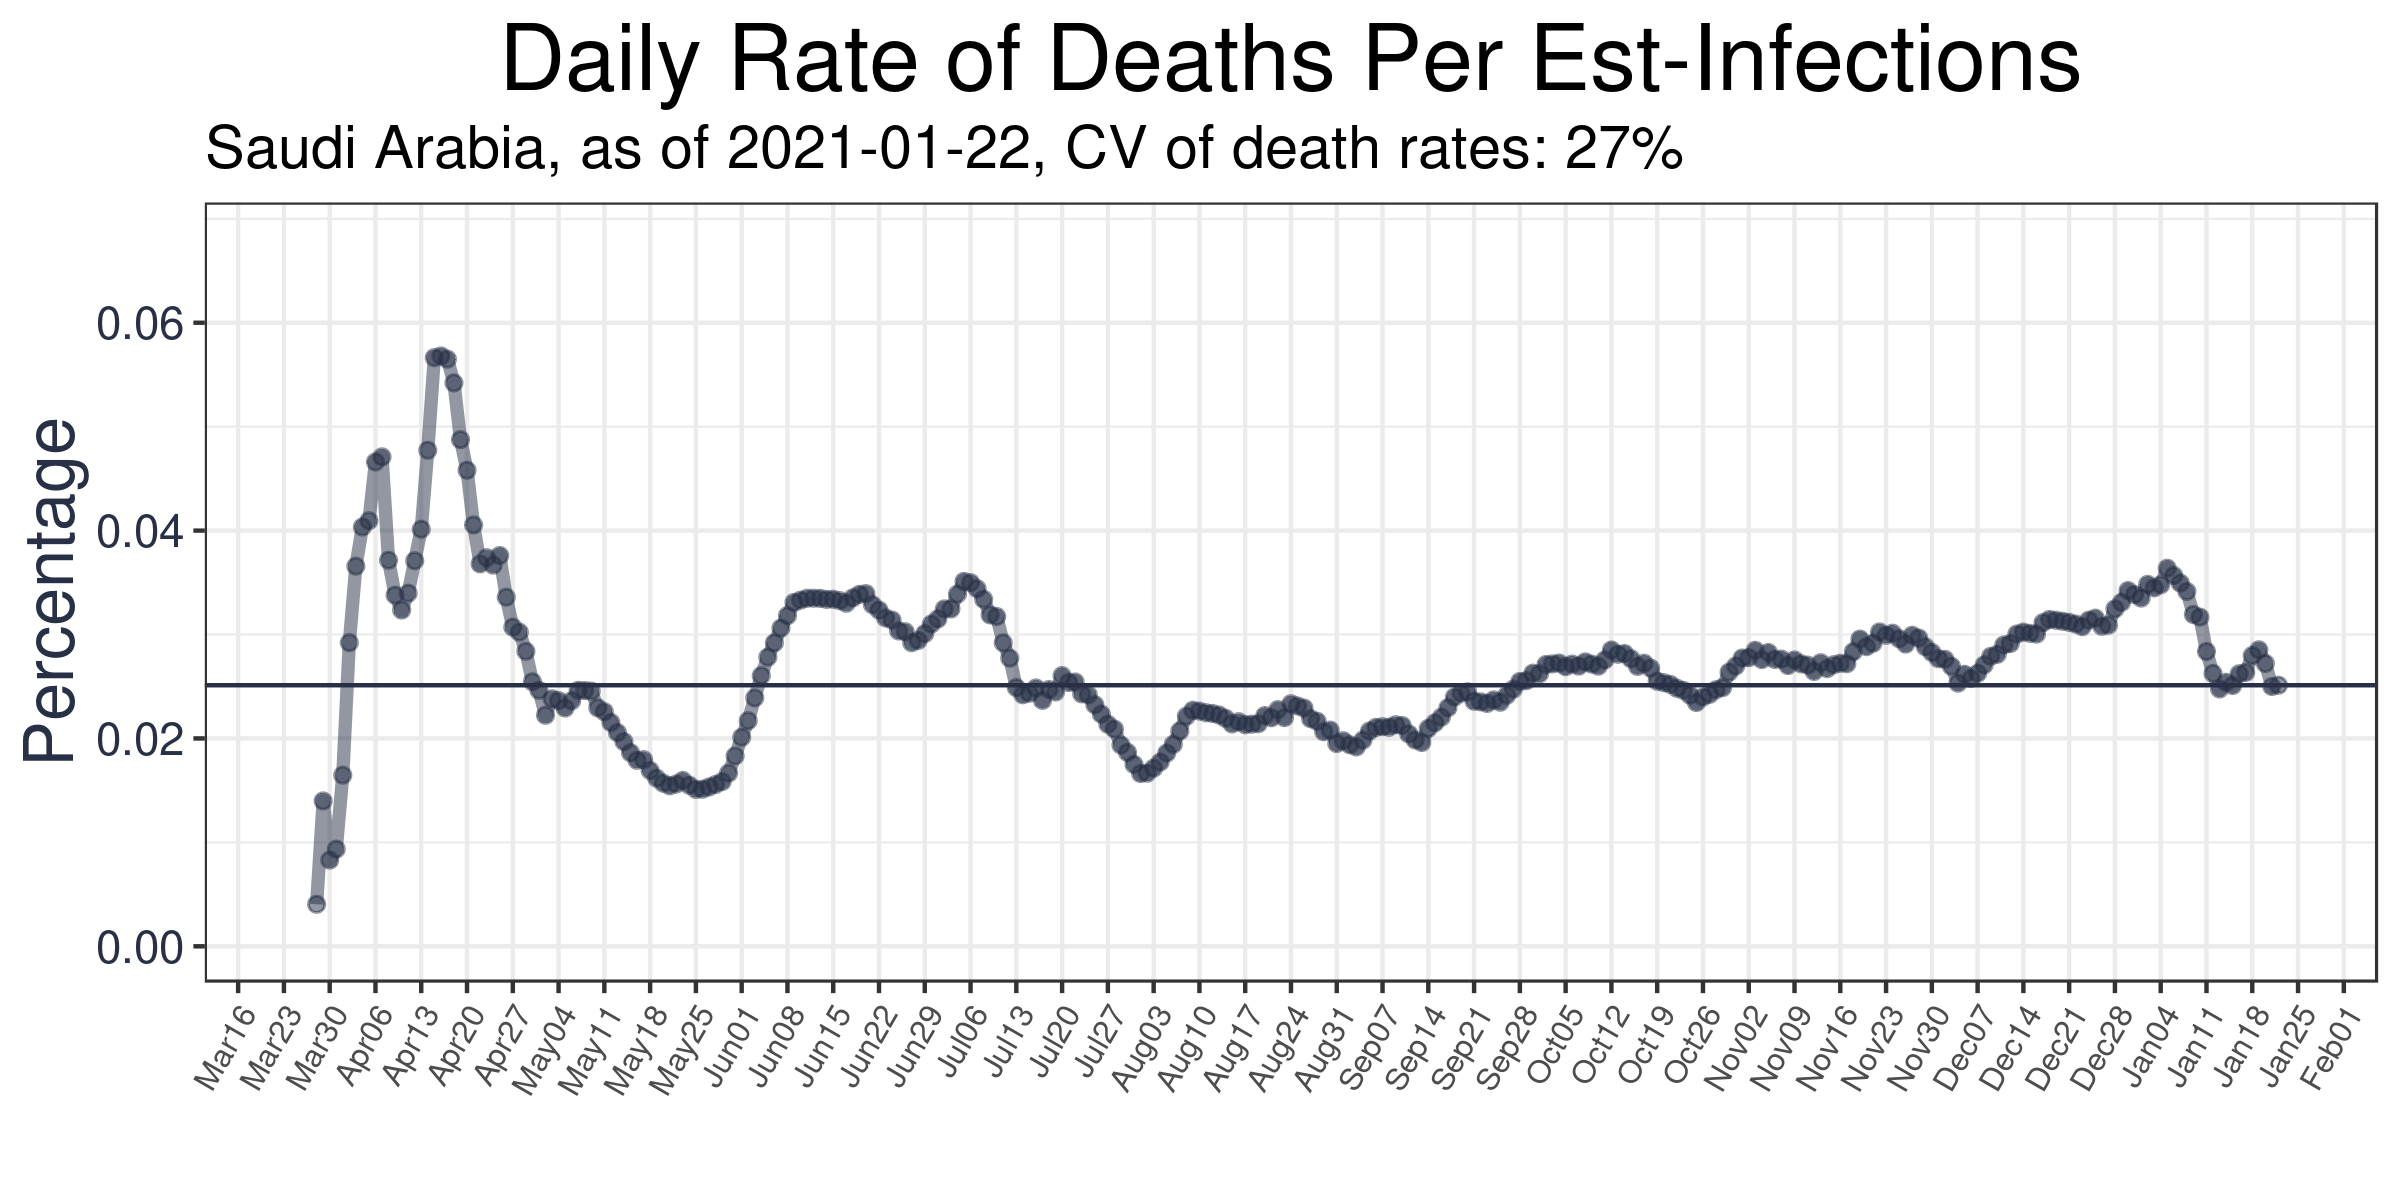 Daily Rate of Deaths Per Est-Infections
Saudi Arabia, as of 2021-01-22, CV of death rates: 27%
Percentage
0.06
0.04
0.02
0.00
Mar16 Mar23 Mar30 Apr06 Apr13 Apr20 Apr27 May04 May11 May18 May25 Jun01 Jun08 Jun15 Jun22 Jun29 Jul06 Jul13 Jul20 Jul27 Aug03 Aug10 Aug17 Aug24 Aug31 Sep07 Sep14 Sep21 Sep28 Oct05 Oct12 Oct19 Oct26 Nov02 Nov09 Nov16 Nov23 Nov30 Dec07 Dec14 Dec21 Dec28 Jan04 Jan11 Jan18 Jan25 Feb01